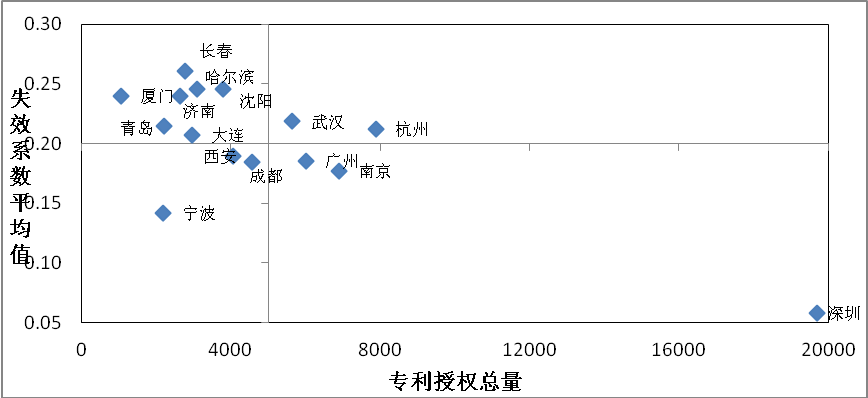 0.30
0.25
0.20
0.15
0.10
0.05
失效系数平均值
长春
哈尔滨
厦门
济南
沈阳
青岛
大连
武汉
杭州
西安
成都
广州
南京
宁波
深圳
0
4000
8000
12000
16000
20000
专利授权总量